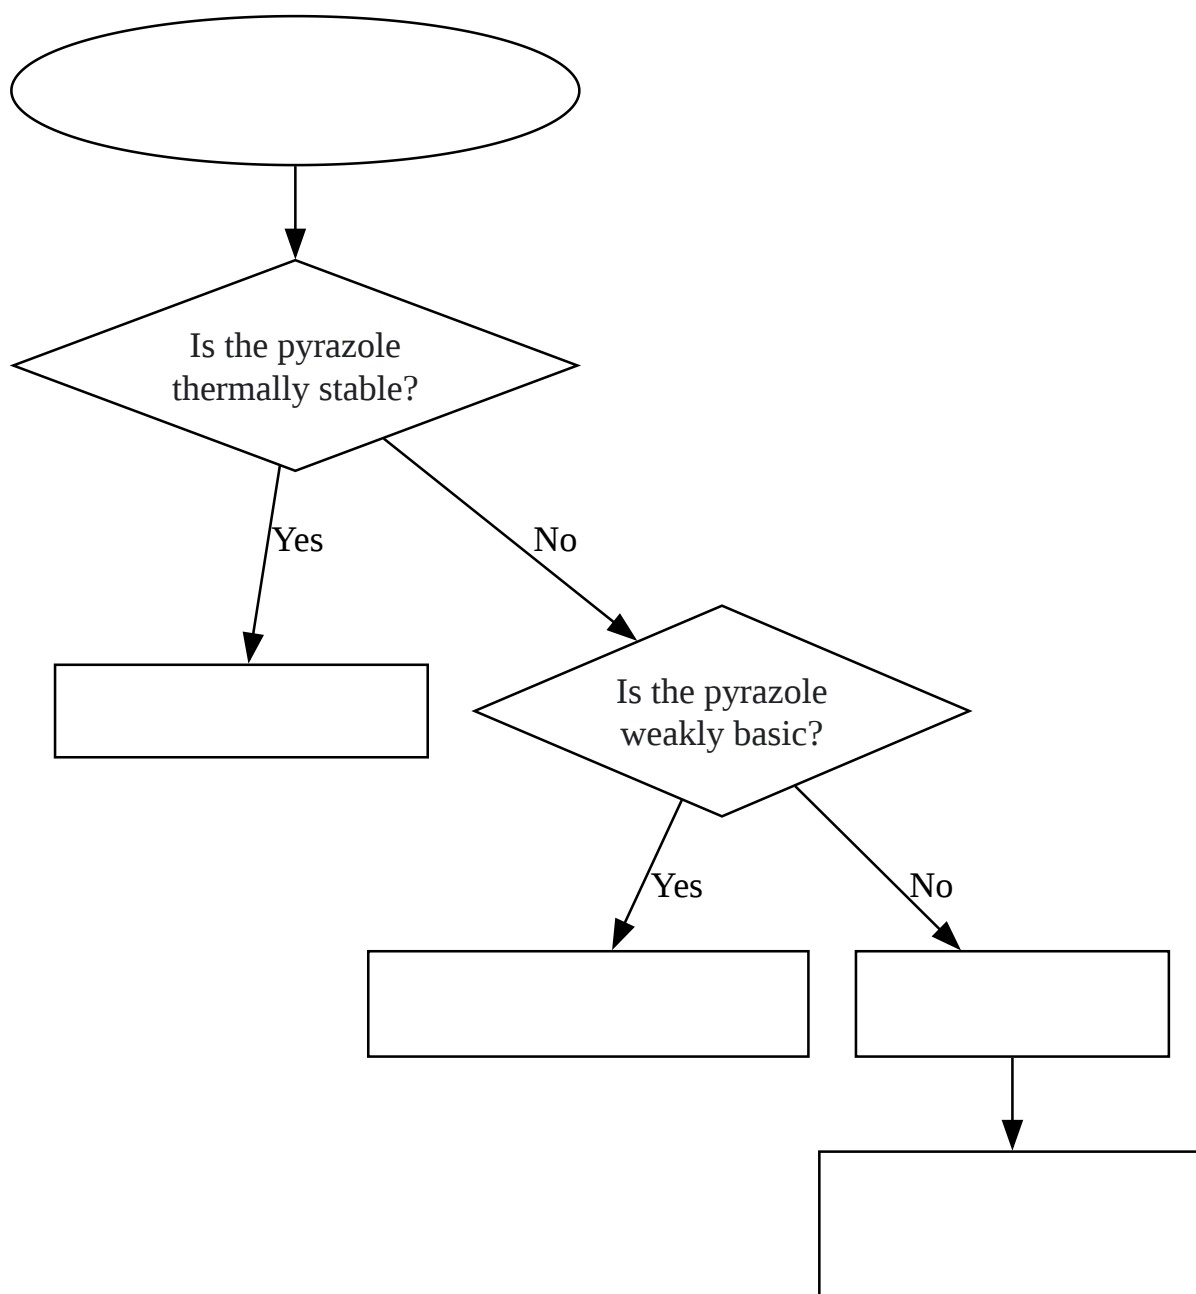 Is the pyrazole
thermally stable?
Yes
No
Is the pyrazole
weakly basic?
Yes
No